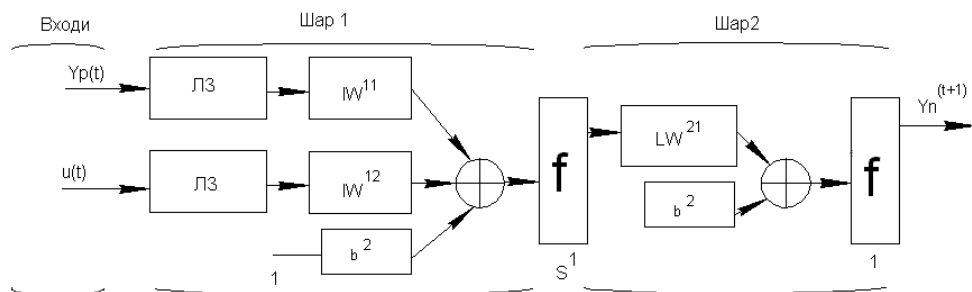 Входи
Шар 1
Шар2
Yp(t)
ЛЗ
IW¹¹
u(t)
ЛЗ
IW¹²
1
b²
f
S¹
LW²¹
b²
f
1
Yn⁽ᵗ⁺¹⁾